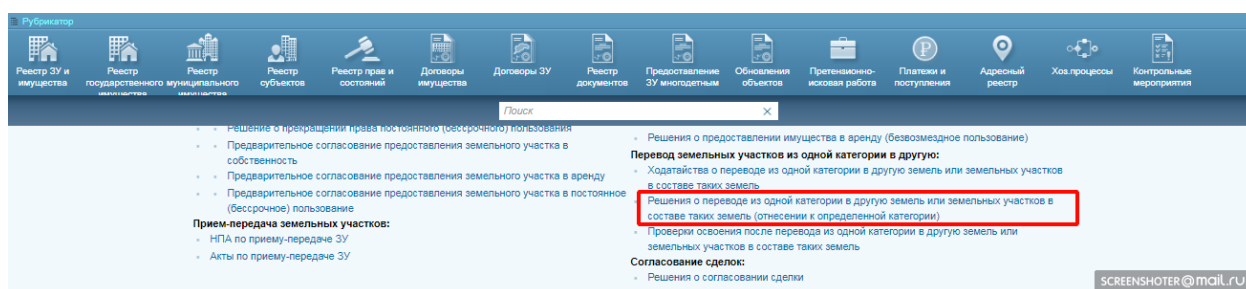 Рубрикатор
Реестр ЗУ и имущества
Реестр государственного имущества
Реестр муниципального имущества
Реестр субъектов
Реестр прав и состояний
Договоры имущества
Договоры ЗУ
Реестр документов
Предоставление ЗУ многодетным
Обновления объектов
Претензионно-исковая работа
Платежи и поступления
Адресный реестр
Хоз.процессы
Контрольные мероприятия
Поиск
Решение о прекращении права постоянного (бессрочного) пользования
Предварительное согласование предоставления земельного участка в
собственность
Предварительное согласование предоставления земельного участка в аренду
Предварительное согласование предоставления земельного участка в постоянное
(бессрочное) пользование
Прием-передача земельных участков:
НПА по приему-передаче ЗУ
Акты по приему-передаче ЗУ
Решения о предоставлении имущества в аренду (безвозмездное пользование)
Перевод земельных участков из одной категории в другую:
Ходатайства о переводе из одной категории в другую земель или земельных участков
в составе таких земель
Решения о переводе из одной категории в другую земель или земельных участков в
составе таких земель (отнесении к определенной категории)
Проверки освоения после перевода из одной категории в другую земель или
земельных участков в составе таких земель
Согласование сделок:
Решения о согласовании сделки
SCREENSHOTER@mail.ru